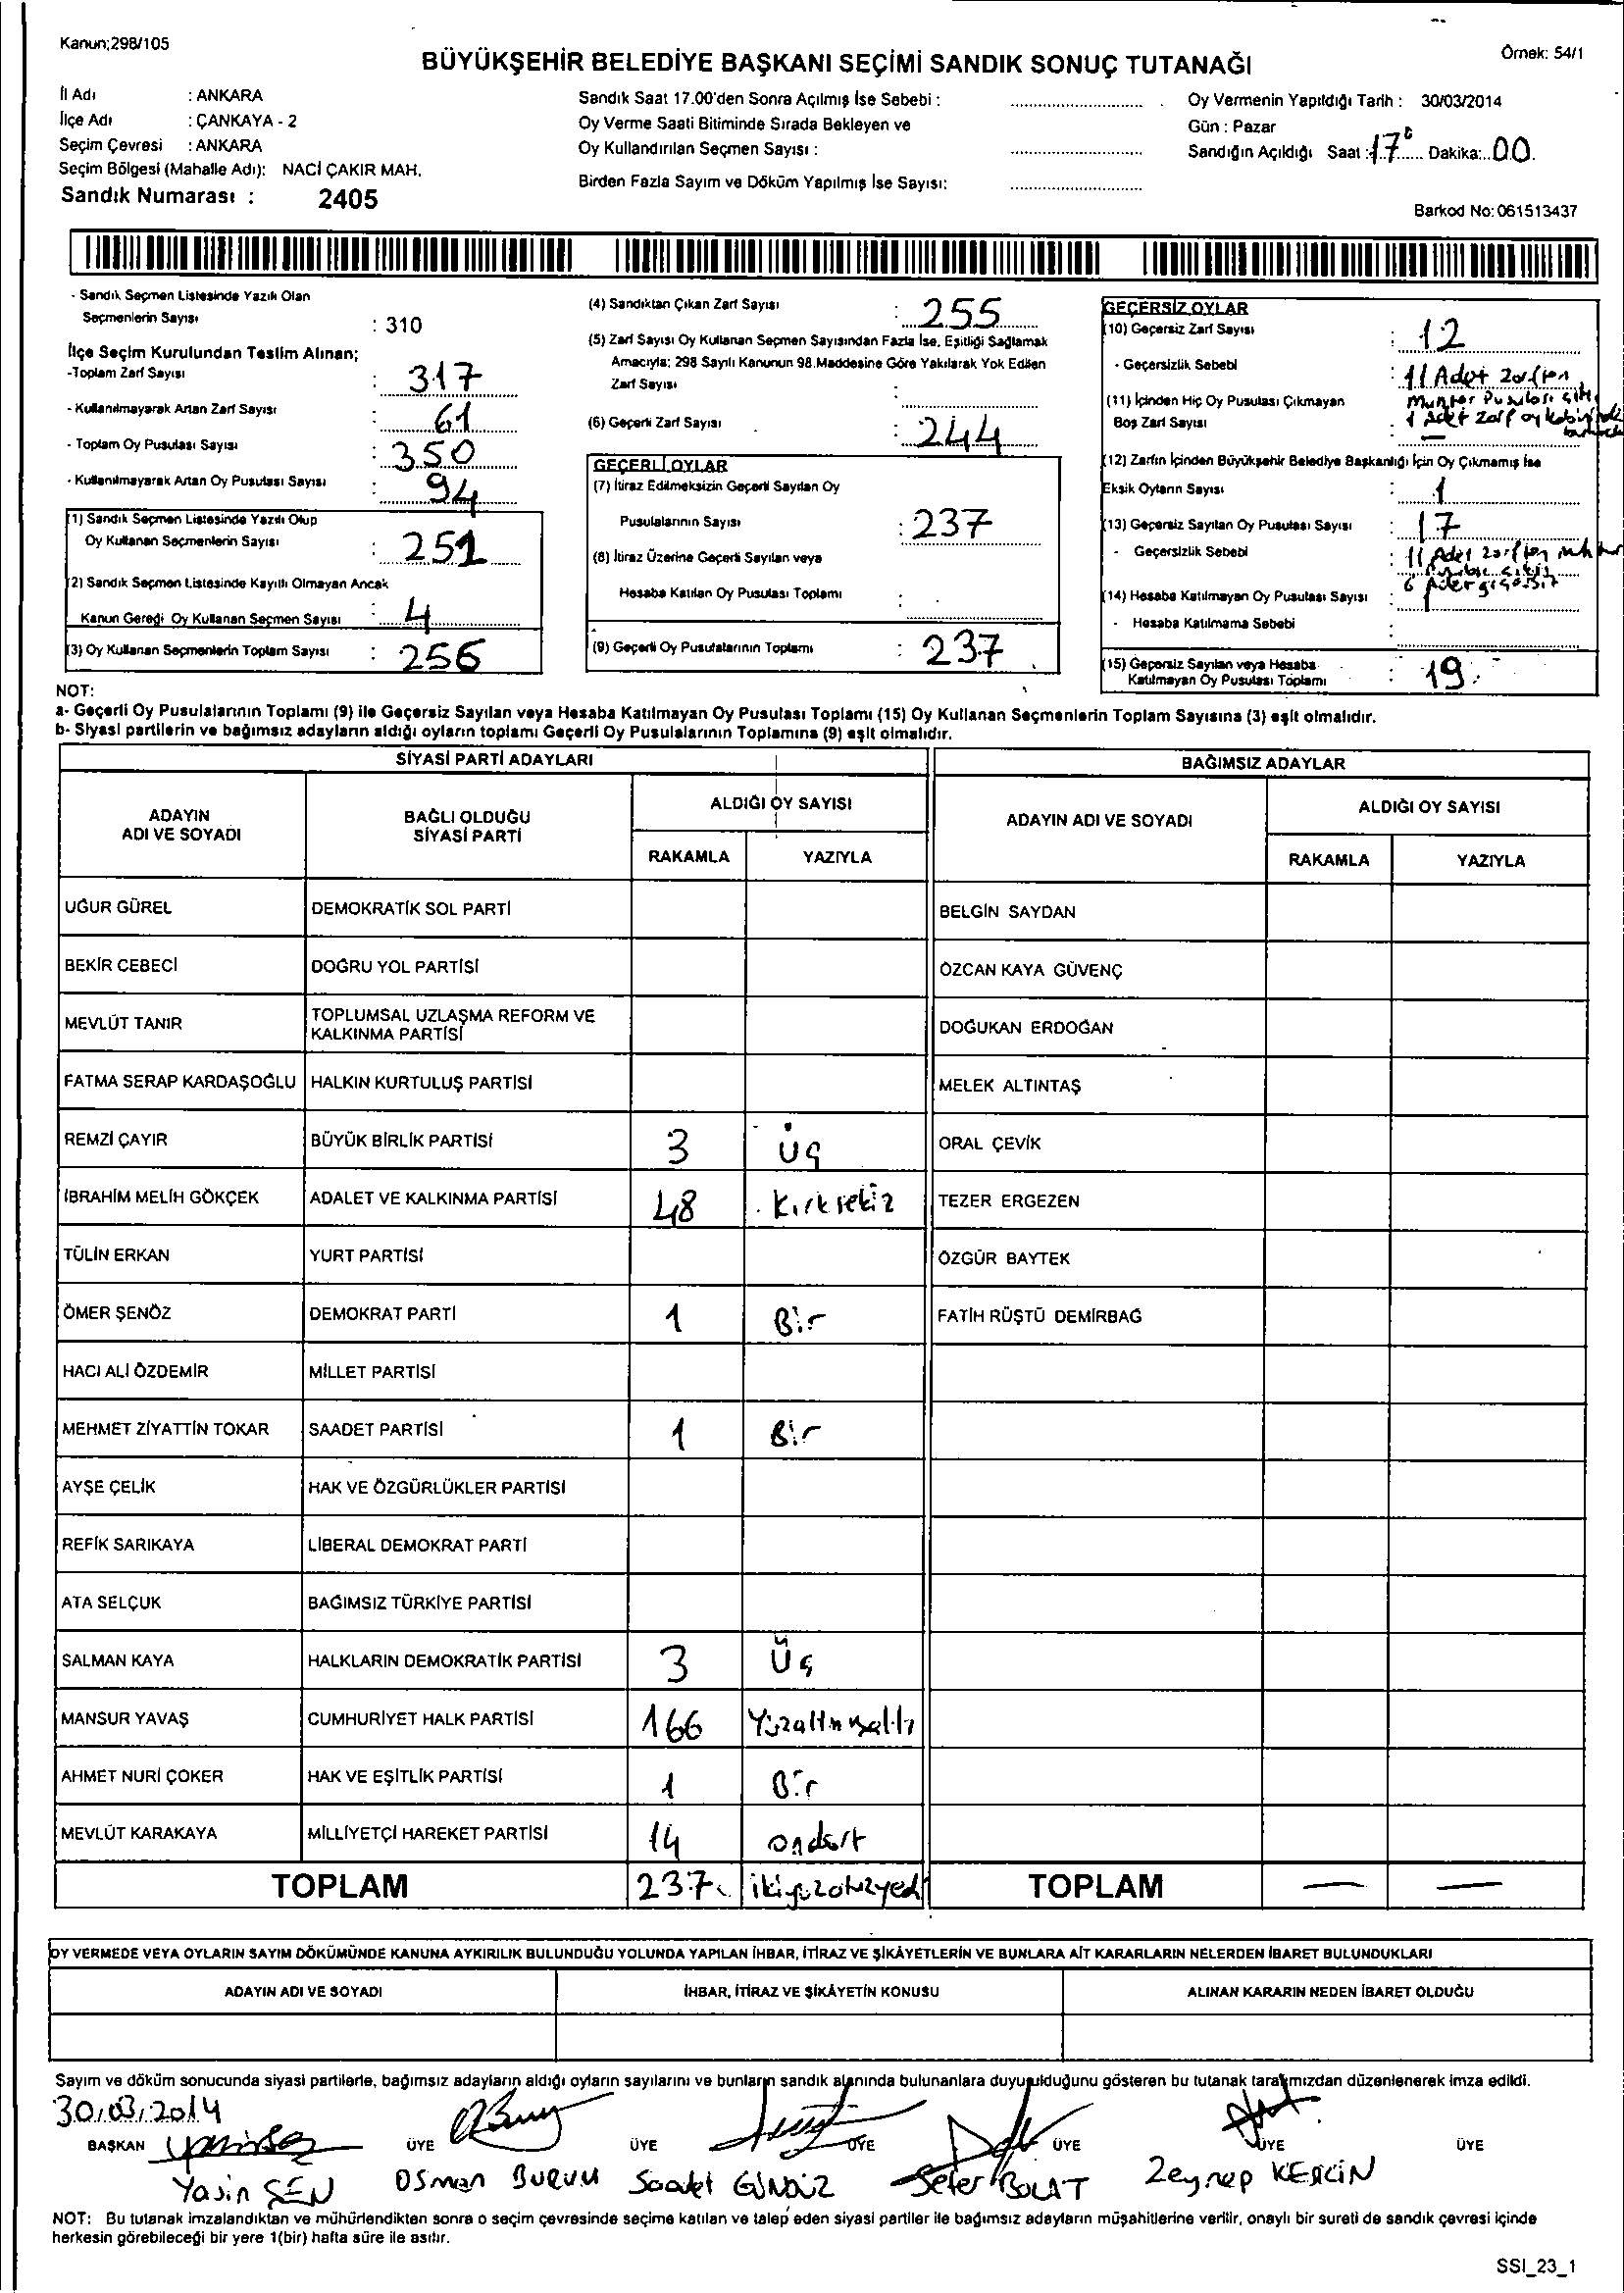 Kanun;298/105
Örnek: 54/1
BÜYÜKŞEHİR BELEDİYE BAŞKANI SEÇİMİ SANDIK SONUÇ TUTANAĞI
İl Adı : ANKARA
İlçe Adı : ÇANKAYA - 2
Seçim Çevresi : ANKARA
Seçim Bölgesi (Mahalle Adı): NACİ ÇAKIR MAH.
Sandık Numarası : 2405
Sandık Saat 17.00'den Sonra Açılmış İse Sebebi :
Oy Verme Saati Bitiminde Sırada Bekleyen ve
Oy Kullandırılan Seçmen Sayısı :
Birden Fazla Sayım ve Döküm Yapılmış İse Sayısı:
Oy Vermenin Yapıldığı Tarih : 30/03/2014
Gün : Pazar
Sandığın Açıldığı Saat : 17 Dakika: 00
Barkod No: 061513437
- Sandık Seçmen Listesinde Yazılı Olan
Seçmenlerin Sayısı : 310
İlçe Seçim Kurulundan Teslim Alınan;
-Toplam Zarf Sayısı : 317
- Kullanılmayarak Artan Zarf Sayısı : 61
- Toplam Oy Pusulası Sayısı : 350
- Kullanılmayarak Artan Oy Pusulası Sayısı : 94
(1) Sandık Seçmen Listesinde Yazılı Olup
Oy Kullanan Seçmenlerin Sayısı : 252
(2) Sandık Seçmen Listesinde Kayıtlı Olmayan Ancak
Kanun Gereği Oy Kullanan Seçmen Sayısı : 4
(3) Oy Kullanan Seçmenlerin Toplam Sayısı : 256
(4) Sandıktan Çıkan Zarf Sayısı : 255
(5) Zarf Sayısı Oy Kullanan Seçmen Sayısından Fazla İse, Eşitliği Sağlamak
Amacıyla; 298 Sayılı Kanunun 98.Maddesine Göre Yakılarak Yok Edilen
Zarf Sayısı :
(6) Geçerli Zarf Sayısı : 244
GEÇERLİ OYLAR
(7) İtiraz Edilmeksizin Geçerli Sayılan Oy
Pusulalarının Sayısı : 237
(8) İtiraz Üzerine Geçerli Sayılan veya
Hesaba Katılan Oy Pusulası Toplamı :
(9) Geçerli Oy Pusulalarının Toplamı : 237
GEÇERSİZ OYLAR
(10) Geçersiz Zarf Sayısı : 12
- Geçersizlik Sebebi : 11 Adet zarften
muhtar Pusulası çıktı
1 adet zarf oy kabininde
(11) İçinden Hiç Oy Pusulası Çıkmayan
Boş Zarf Sayısı : —
(12) Zarfın İçinden Büyükşehir Belediye Başkanlığı İçin Oy Çıkmamış İse
Eksik Oyların Sayısı : 1
(13) Geçersiz Sayılan Oy Pusulası Sayısı : 17
- Geçersizlik Sebebi : 11 Adet zarften muhtar
6 Adet geçersiz
(14) Hesaba Katılmayan Oy Pusulası Sayısı : 1
- Hesaba Katılmama Sebebi :
(15) Geçersiz Sayılan veya Hesaba
Katılmayan Oy Pusulası Toplamı : 19
NOT:
a- Geçerli Oy Pusulalarının Toplamı (9) ile Geçersiz Sayılan veya Hesaba Katılmayan Oy Pusulası Toplamı (15) Oy Kullanan Seçmenlerin Toplam Sayısına (3) eşit olmalıdır.
b- Siyasi partilerin ve bağımsız adayların aldığı oyların toplamı Geçerli Oy Pusulalarının Toplamına (9) eşit olmalıdır.
SİYASİ PARTİ ADAYLARI
BAĞIMSIZ ADAYLAR
ADAYIN ADI VE SOYADI
BAĞLI OLDUĞU SİYASİ PARTİ
ALDIĞI OY SAYISI
RAKAMLA YAZIYLA
ADAYIN ADI VE SOYADI
ALDIĞI OY SAYISI
RAKAMLA YAZIYLA
UĞUR GÜREL DEMOKRATİK SOL PARTİ BELGİN SAYDAN
BEKİR CEBECİ DOĞRU YOL PARTİSİ ÖZCAN KAYA GÜVENÇ
MEVLÜT TANIR TOPLUMSAL UZLAŞMA REFORM VE KALKINMA PARTİSİ DOĞUKAN ERDOĞAN
FATMA SERAP KARDAŞOĞLU HALKIN KURTULUŞ PARTİSİ MELEK ALTINTAŞ
REMZİ ÇAYIR BÜYÜK BİRLİK PARTİSİ 3 Üç ORAL ÇEVİK
İBRAHİM MELİH GÖKÇEK ADALET VE KALKINMA PARTİSİ 48 Kırksekiz TEZER ERGEZEN
TÜLİN ERKAN YURT PARTİSİ ÖZGÜR BAYTEK
ÖMER ŞENÖZ DEMOKRAT PARTİ 1 Bir FATİH RÜŞTÜ DEMİRBAĞ
HACI ALİ ÖZDEMİR MİLLET PARTİSİ
MEHMET ZİYATTİN TOKAR SAADET PARTİSİ 1 Bir
AYŞE ÇELİK HAK VE ÖZGÜRLÜKLER PARTİSİ
REFİK SARIKAYA LİBERAL DEMOKRAT PARTİ
ATA SELÇUK BAĞIMSIZ TÜRKİYE PARTİSİ
SALMAN KAYA HALKLARIN DEMOKRATİK PARTİSİ 3 Üç
MANSUR YAVAŞ CUMHURİYET HALK PARTİSİ 166 Yüzaltmışaltı
AHMET NURİ ÇOKER HAK VE EŞİTLİK PARTİSİ 1 Bir
MEVLÜT KARAKAYA MİLLİYETÇİ HAREKET PARTİSİ 14 ondört
TOPLAM 237 ikiyüzotuzyedi TOPLAM — —
OY VERMEDE VEYA OYLARIN SAYIM DÖKÜMÜNDE KANUNA AYKIRILIK BULUNDUĞU YOLUNDA YAPILAN İHBAR, İTİRAZ VE ŞİKÂYETLERİN VE BUNLARA AİT KARARLARIN NELERDEN İBARET BULUNDUKLARI
ADAYIN ADI VE SOYADI İHBAR, İTİRAZ VE ŞİKÂYETİN KONUSU ALINAN KARARIN NEDEN İBARET OLDUĞU
Sayım ve döküm sonucunda siyasi partilerle, bağımsız adayların aldığı oyların sayılarını ve bunların sandık alanında bulunanlara duyurulduğunu gösteren bu tutanak tarafımızdan düzenlenerek imza edildi.
30.03.2014
BAŞKAN ÜYE ÜYE ÜYE ÜYE ÜYE ÜYE
Yasin ŞEN Osman BURUM Saadet GÜNDÜZ Sefer BOLAT Zeynep KESKİN
NOT: Bu tutanak imzalandıktan ve mühürlendikten sonra o seçim çevresinde seçime katılan ve talep eden siyasi partiler ile bağımsız adayların müşahitlerine verilir, onaylı bir sureti de sandık çevresi içinde
herkesin görebileceği bir yere 1(bir) hafta süre ile asılır.
SSI_23_1